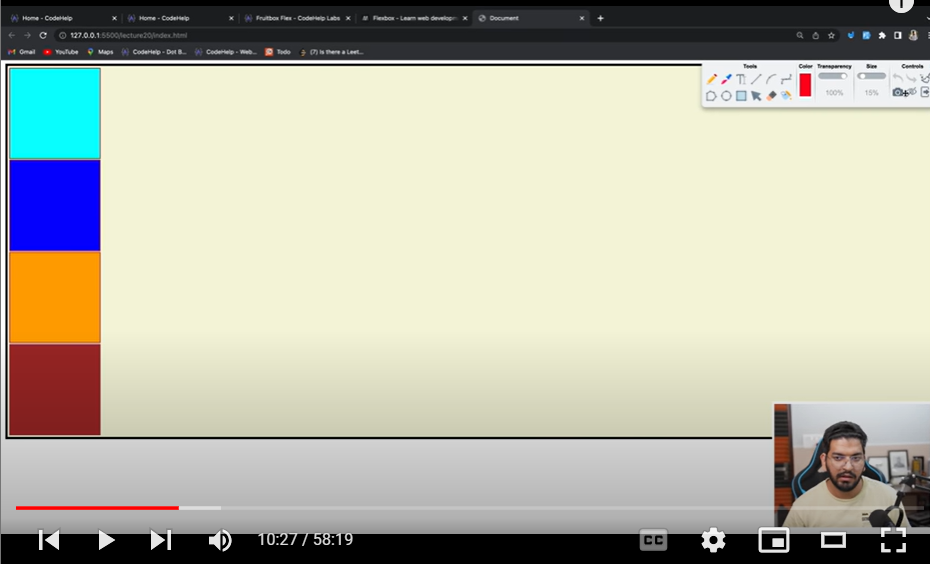 Home - CodeHelp
Home - CodeHelp
Fruitbox Flex - CodeHelp Labs
Flexbox - Learn web developm
Document
127.0.0.1:5500/lecture20/index.html
Gmail
YouTube
Maps
CodeHelp - Dot B...
CodeHelp - Web...
Todo
(7) Is there a Leet...
Tools
Color
Transparency
Size
Controls
100%
15%
10:27 / 58:19
CC